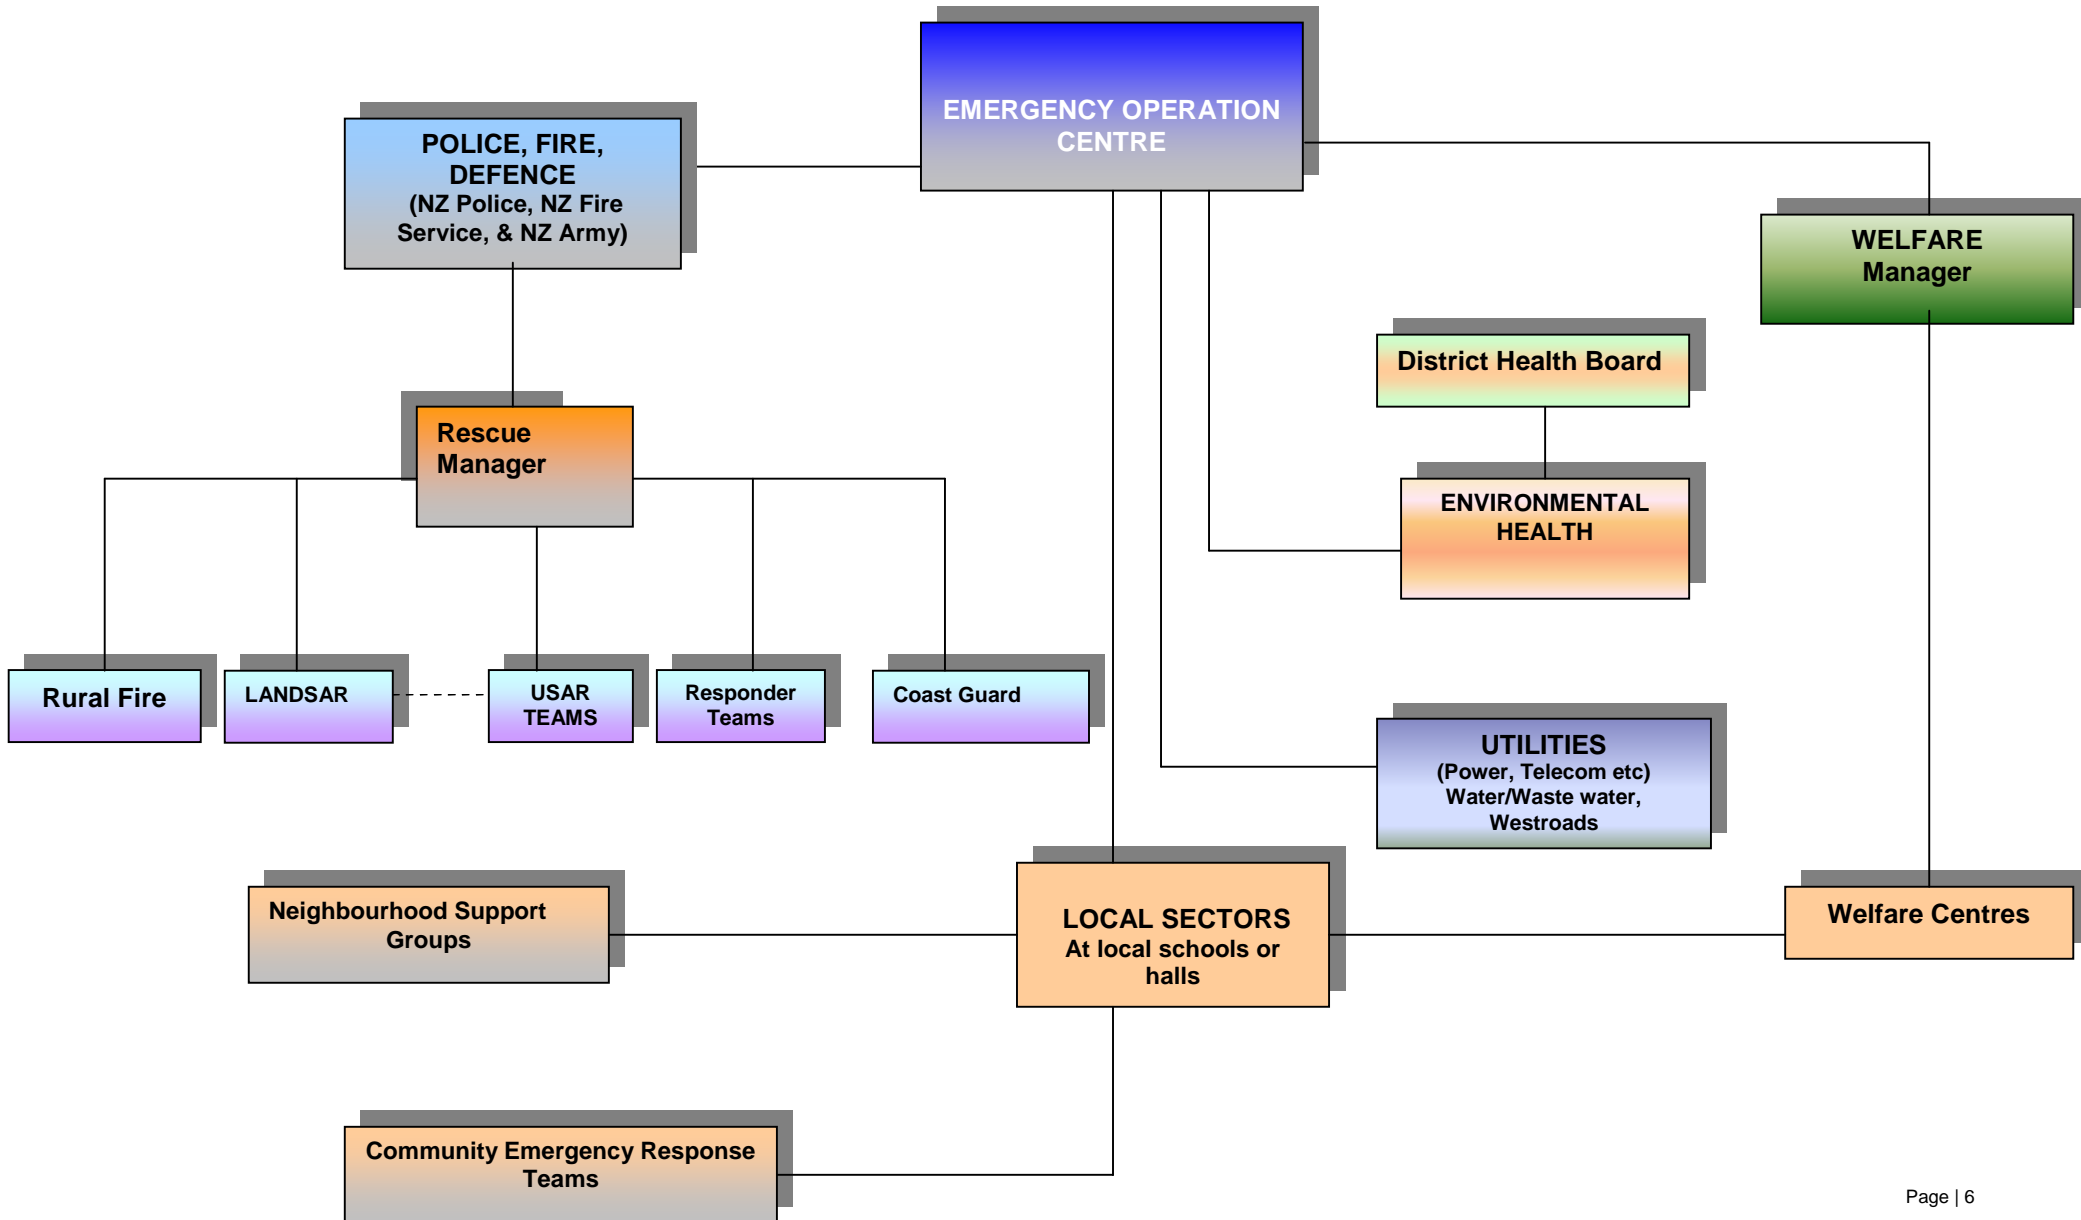 EMERGENCY OPERATION
CENTRE
POLICE, FIRE,
DEFENCE
(NZ Police, NZ Fire
Service, & NZ Army)
WELFARE
Manager
District Health Board
Rescue
Manager
ENVIRONMENTAL
HEALTH
Rural Fire
LANDSAR
USAR
TEAMS
Responder
Teams
Coast Guard
UTILITIES
(Power, Telecom etc)
Water/Waste water,
Westroads
Neighbourhood Support
Groups
LOCAL SECTORS
At local schools or
halls
Welfare Centres
Community Emergency Response
Teams
Page | 6